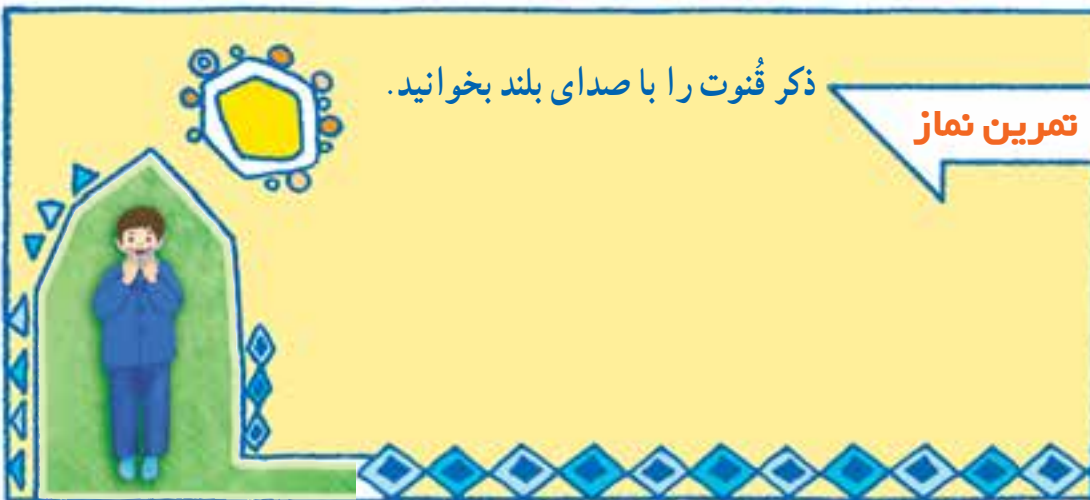 ذکر قُنوت را با صدای بلند بخوانید.
تمرین نماز